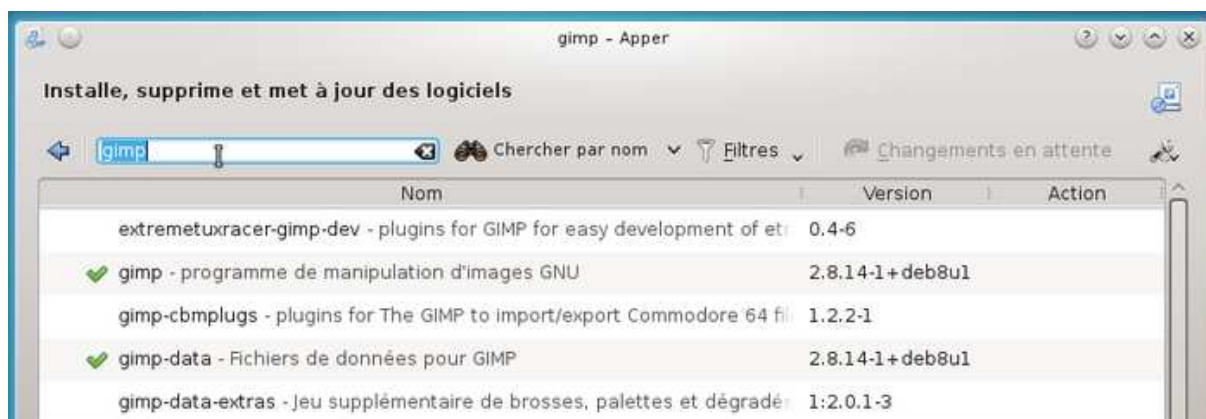 gimp - Apper
Installe, supprime et met à jour des logiciels
gimp Chercher par nom Filtres Changements en attente
Nom Version Action
extremetuxracer-gimp-dev - plugins for GIMP for easy development of et 0.4-6
gimp - programme de manipulation d'images GNU 2.8.14-1+deb8u1
gimp-cbmplugs - plugins for The GIMP to import/export Commodore 64 fi 1.2.2-1
gimp-data - Fichiers de données pour GIMP 2.8.14-1+deb8u1
gimp-data-extras - Jeu supplémentaire de brosses, palettes et dégradé 1:2.0.1-3